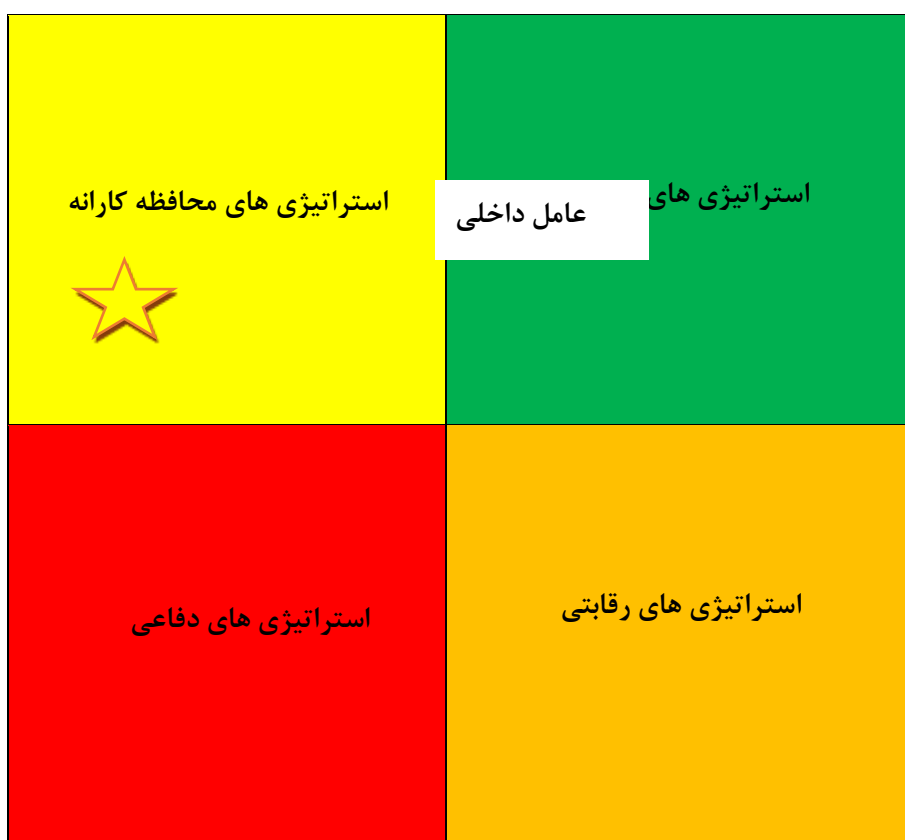 استراتیژی های
عامل داخلی
استراتیژی های محافظه کارانه
استراتیژی های رقابتی
استراتیژی های دفاعی